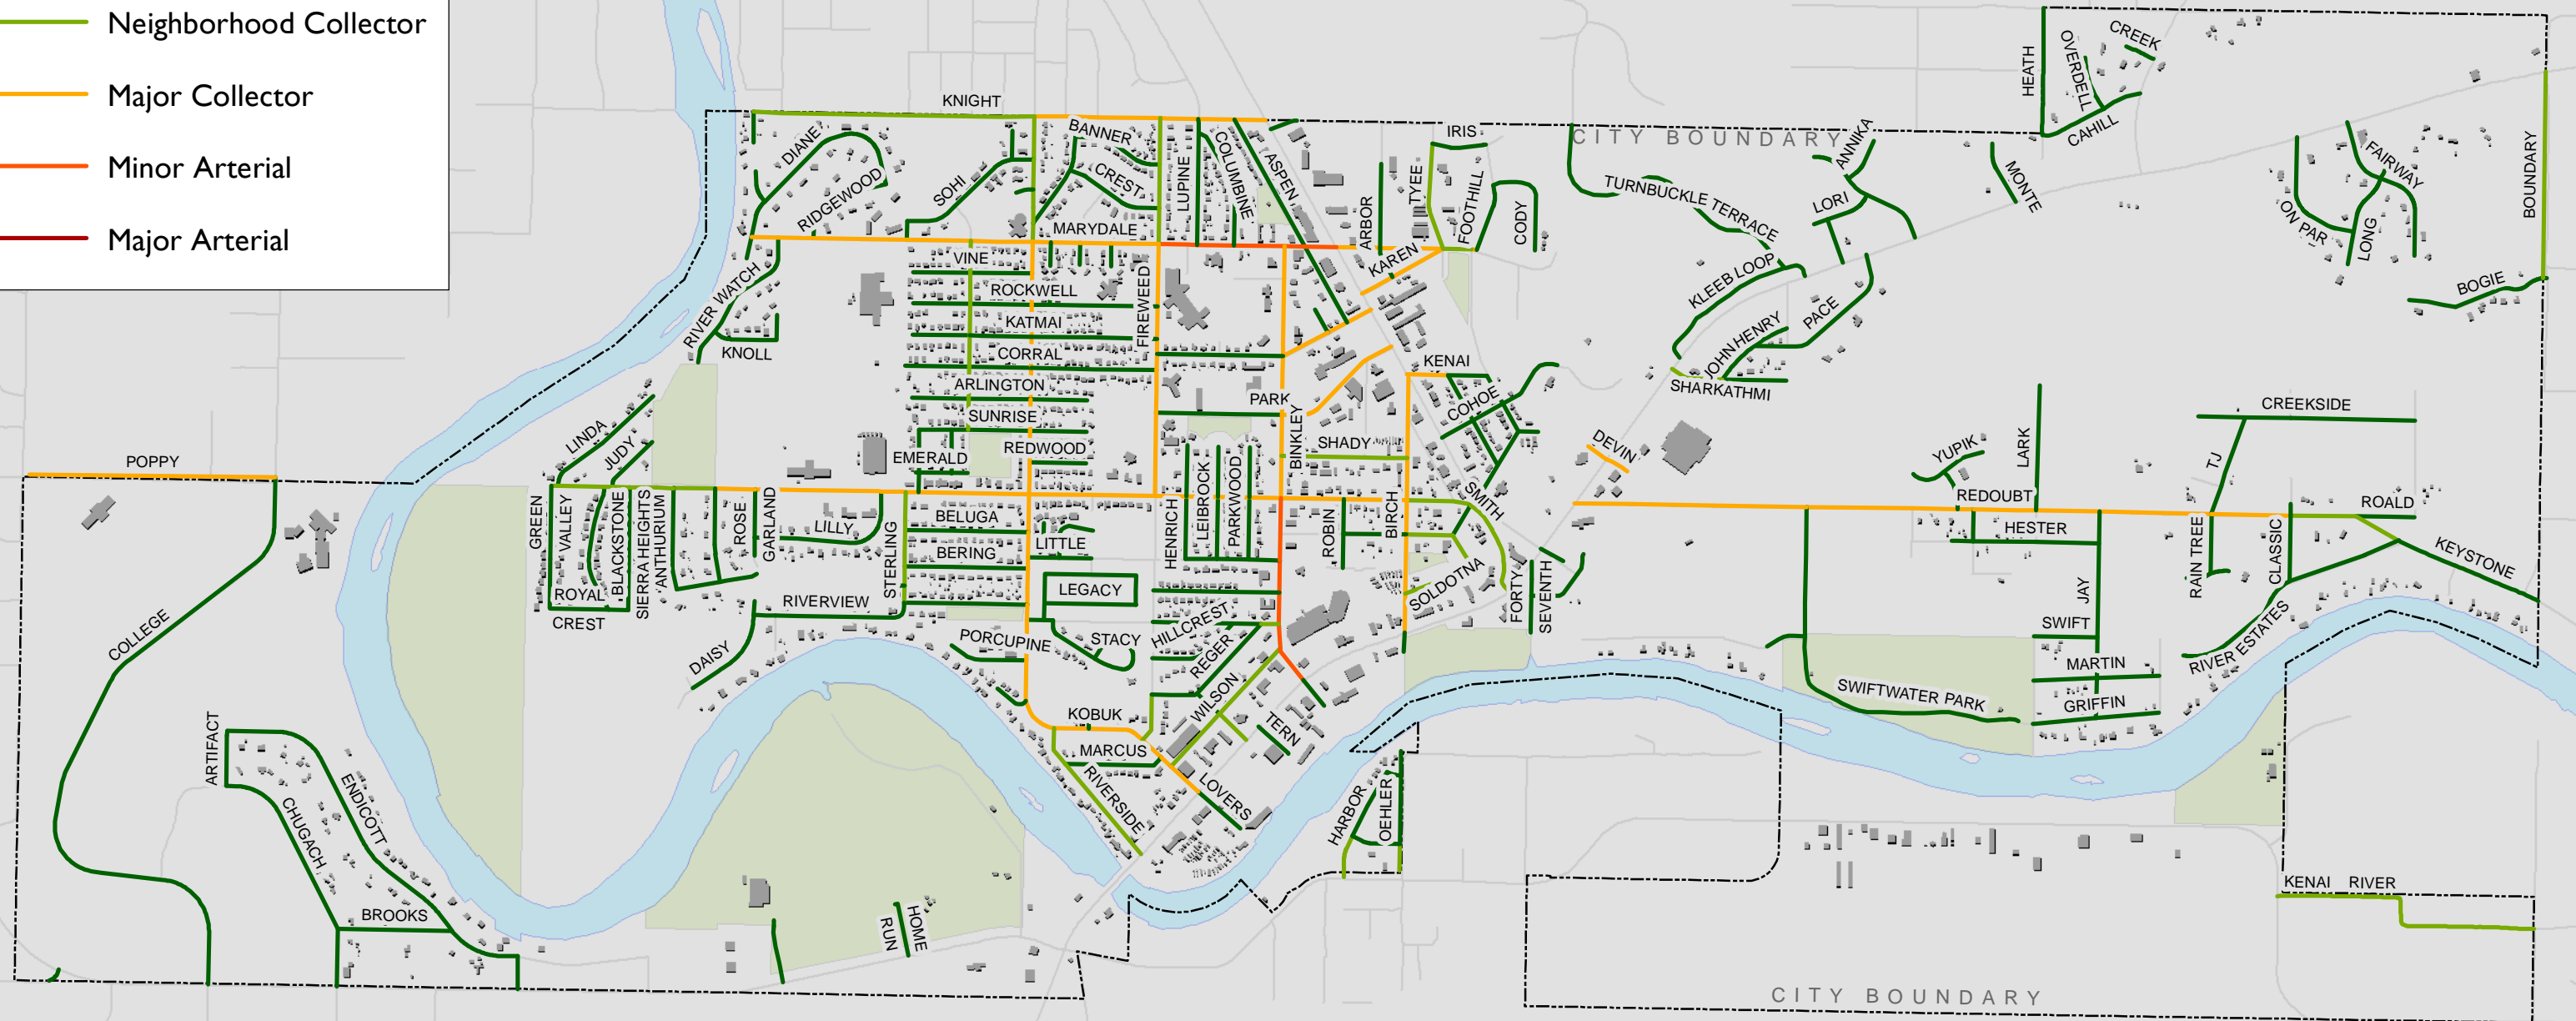 Neighborhood Collector
Major Collector
Minor Arterial
Major Arterial
KNIGHT
CITY BOUNDARY
HEATH
OVERDELL
CREEK
CAHILL
BOUNDARY
FAIRWAY
ON PAR
LONG
BOGIE
MONTE
ANNIKA
LORI
TURNBUCKLE TERRACE
KLEEB LOOP
JOHN HENRY
PACE
SHARKATHMI
IRIS
TYEE
FOOTHILL
CODY
ARBOR
KAREN
ASPEN
COLUMBINE
LUPINE
BANNER
CREST
MARYDALE
SOHI
DIANE
RIDGEWOOD
RIVER WATCH
KNOLL
VINE
ROCKWELL
KATMAI
CORRAL
ARLINGTON
SUNRISE
REDWOOD
EMERALD
FIREWEED
PARK
BINKLEY
SHADY
KENAI
COHOE
SMITH
DEVIN
LINDA
JUDY
POPPY
GREEN
VALLEY
BLACKSTONE
SIERRA HEIGHTS
ANTHURIUM
ROSE
GARLAND
LILLY
STERLING
BELUGA
BERING
LITTLE
LEGACY
HENRICH
LEIBROCK
PARKWOOD
ROBIN
BIRCH
SOLDOTNA
FORTY
SEVENTH
ROYAL
CREST
RIVERVIEW
DAISY
PORCUPINE
STACY
HILLCREST
REGER
WILSON
TERN
KOBUK
MARCUS
RIVERSIDE
LOVERS
HARBOR
OEHLER
COLLEGE
ARTIFACT
ENDICOTT
CHUGACH
BROOKS
HOME
RUN
CREEKSIDE
TJ
LARK
YUPIK
REDOUBT
HESTER
ROALD
KEYSTONE
RAIN TREE
CLASSIC
JAY
SWIFT
MARTIN
GRIFFIN
RIVER ESTATES
SWIFTWATER PARK
KENAI RIVER
CITY BOUNDARY